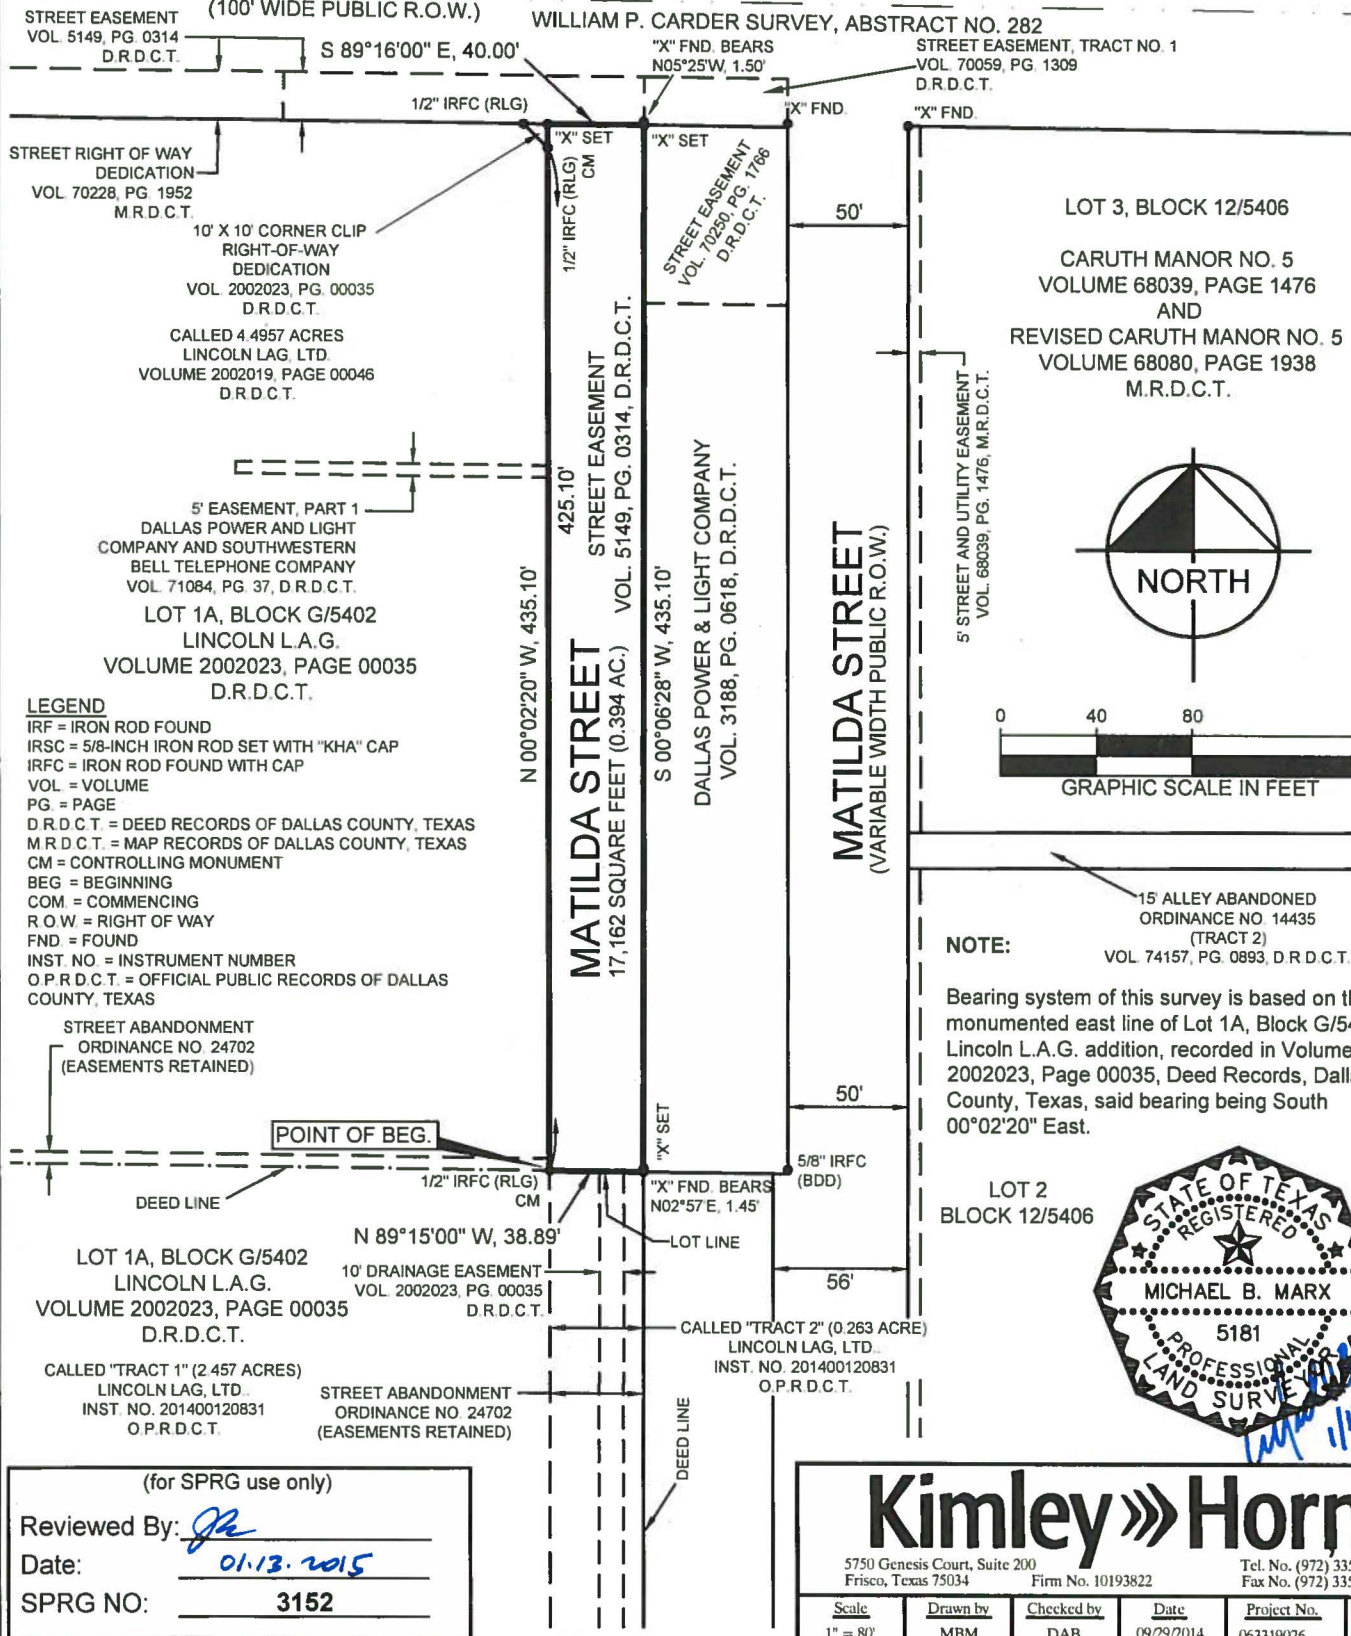 STREET EASEMENT
VOL. 5149, PG. 0314
D.R.D.C.T.
(100' WIDE PUBLIC R.O.W.)
WILLIAM P. CARDER SURVEY, ABSTRACT NO. 282
S 89°16'00" E, 40.00'
"X" FND. BEARS
N05°25'W, 1.50'
STREET EASEMENT, TRACT NO. 1
VOL. 70059, PG. 1309
D.R.D.C.T.
1/2" IRFC (RLG)
"X" FND.
"X" FND.
"X" SET
"X" SET
STREET RIGHT OF WAY
DEDICATION
VOL. 70228, PG. 1952
M.R.D.C.T.
1/2" IRFC (RLG)
CM
STREET EASEMENT
VOL. 70250, PG. 1766
D.R.D.C.T.
50'
10' X 10' CORNER CLIP
RIGHT-OF-WAY
DEDICATION
VOL. 2002023, PG. 00035
D.R.D.C.T.
CALLED 4.4957 ACRES
LINCOLN LAG, LTD.
VOLUME 2002019, PAGE 00046
D.R.D.C.T.
LOT 3, BLOCK 12/5406
CARUTH MANOR NO. 5
VOLUME 68039, PAGE 1476
AND
REVISED CARUTH MANOR NO. 5
VOLUME 68080, PAGE 1938
M.R.D.C.T.
5' EASEMENT, PART 1
DALLAS POWER AND LIGHT
COMPANY AND SOUTHWESTERN
BELL TELEPHONE COMPANY
VOL. 71084, PG. 37, D.R.D.C.T.
LOT 1A, BLOCK G/5402
LINCOLN L.A.G.
VOLUME 2002023, PAGE 00035
D.R.D.C.T.
N 00°02'20" W, 435.10'
425.10'
STREET EASEMENT
VOL. 5149, PG. 0314, D.R.D.C.T.
MATILDA STREET
17,162 SQUARE FEET (0.394 AC.)
S 00°06'28" W, 435.10'
DALLAS POWER & LIGHT COMPANY
VOL. 3188, PG. 0618, D.R.D.C.T.
MATILDA STREET
(VARIABLE WIDTH PUBLIC R.O.W.)
5' STREET AND UTILITY EASEMENT
VOL. 68039, PG. 1476, M.R.D.C.T.
NORTH
0 40 80
GRAPHIC SCALE IN FEET
LEGEND
IRF = IRON ROD FOUND
IRSC = 5/8-INCH IRON ROD SET WITH "KHA" CAP
IRFC = IRON ROD FOUND WITH CAP
VOL. = VOLUME
PG. = PAGE
D.R.D.C.T. = DEED RECORDS OF DALLAS COUNTY, TEXAS
M.R.D.C.T. = MAP RECORDS OF DALLAS COUNTY, TEXAS
CM = CONTROLLING MONUMENT
BEG. = BEGINNING
COM. = COMMENCING
R.O.W. = RIGHT OF WAY
FND. = FOUND
INST. NO. = INSTRUMENT NUMBER
O.P.R.D.C.T. = OFFICIAL PUBLIC RECORDS OF DALLAS
COUNTY, TEXAS
15' ALLEY ABANDONED
ORDINANCE NO. 14435
(TRACT 2)
VOL. 74157, PG. 0893, D.R.D.C.T.
NOTE:
Bearing system of this survey is based on
monumented east line of Lot 1A, Block
Lincoln L.A.G. addition, recorded in Volume
2002023, Page 00035, Deed Records,
County, Texas, said bearing being South
00°02'20" East.
STREET ABANDONMENT
ORDINANCE NO. 24702
(EASEMENTS RETAINED)
50'
POINT OF BEG.
"X" SET
5/8" IRFC
(BDD)
DEED LINE
1/2" IRFC (RLG)
CM
"X" FND. BEARS
N02°57'E, 1.45'
LOT 2
BLOCK 12/5406
N 89°15'00" W, 38.89'
LOT LINE
56'
LOT 1A, BLOCK G/5402
LINCOLN L.A.G.
VOLUME 2002023, PAGE 00035
D.R.D.C.T.
10' DRAINAGE EASEMENT
VOL. 2002023, PG. 00035
D.R.D.C.T.
CALLED "TRACT 2" (0.263 ACRE)
LINCOLN LAG, LTD.
INST. NO. 201400120831
O.P.R.D.C.T.
CALLED "TRACT 1" (2.457 ACRES)
LINCOLN LAG, LTD.
INST. NO. 201400120831
O.P.R.D.C.T.
STREET ABANDONMENT
ORDINANCE NO. 24702
(EASEMENTS RETAINED)
DEED LINE
STATE OF TEXAS
REGISTERED
MICHAEL B. MARX
5181
PROFESSIONAL
LAND SURVEYOR
(for SPRG use only)
Reviewed By:
Date: 01.13.2015
SPRG NO: 3152
Kimley»Horn
5750 Genesis Court, Suite 200
Frisco, Texas 75034 Firm No. 10193822
Tel. No. (972)
Fax No. (972)
Scale Drawn by Checked by Date Project No.
1" = 80' MBM DAB 09/29/2014 063319026